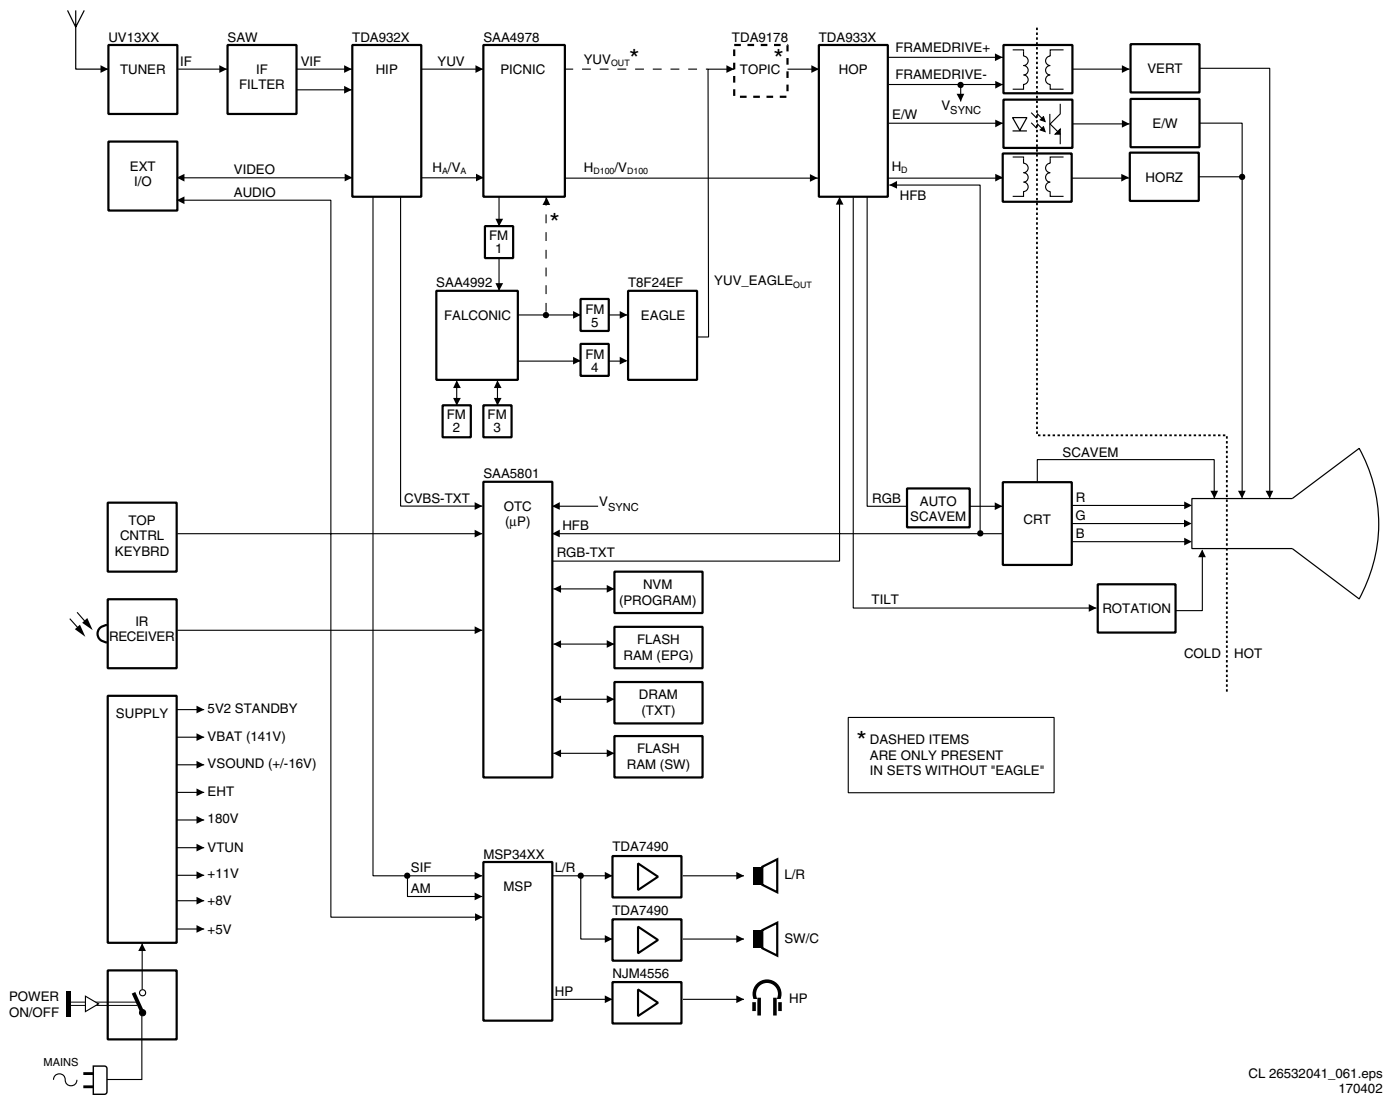 UV13XX
SAW
TDA932X
SAA4978
TDA9178
TDA933X
TUNER
IF
IF
FILTER
VIF
HIP
YUV
PICNIC
YUVOUT*
*
TOPIC
HOP
FRAMEDRIVE+
FRAMEDRIVE-
VSYNC
E/W
HD
HFB
VERT
E/W
HORZ
EXT
I/O
VIDEO
AUDIO
HA/VA
HD100/VD100
*
FM
1
SAA4992
FALCONIC
FM
5
FM
4
T8F24EF
EAGLE
YUV_EAGLEOUT
FM
2
FM
3
SCAVEM
SAA5801
CVBS-TXT
OTC
(µP)
VSYNC
HFB
RGB-TXT
RGB
AUTO
SCAVEM
CRT
R
G
B
TOP
CNTRL
KEYBRD
NVM
(PROGRAM)
TILT
ROTATION
IR
RECEIVER
FLASH
RAM (EPG)
COLD
HOT
DRAM
(TXT)
FLASH
RAM (SW)
SUPPLY
5V2 STANDBY
VBAT (141V)
VSOUND (+/-16V)
EHT
180V
VTUN
+11V
+8V
+5V
* DASHED ITEMS
ARE ONLY PRESENT
IN SETS WITHOUT "EAGLE"
SIF
AM
MSP34XX
MSP
L/R
TDA7490
L/R
TDA7490
SW/C
HP
NJM4556
HP
POWER
ON/OFF
MAINS
CL 26532041_061.eps
170402